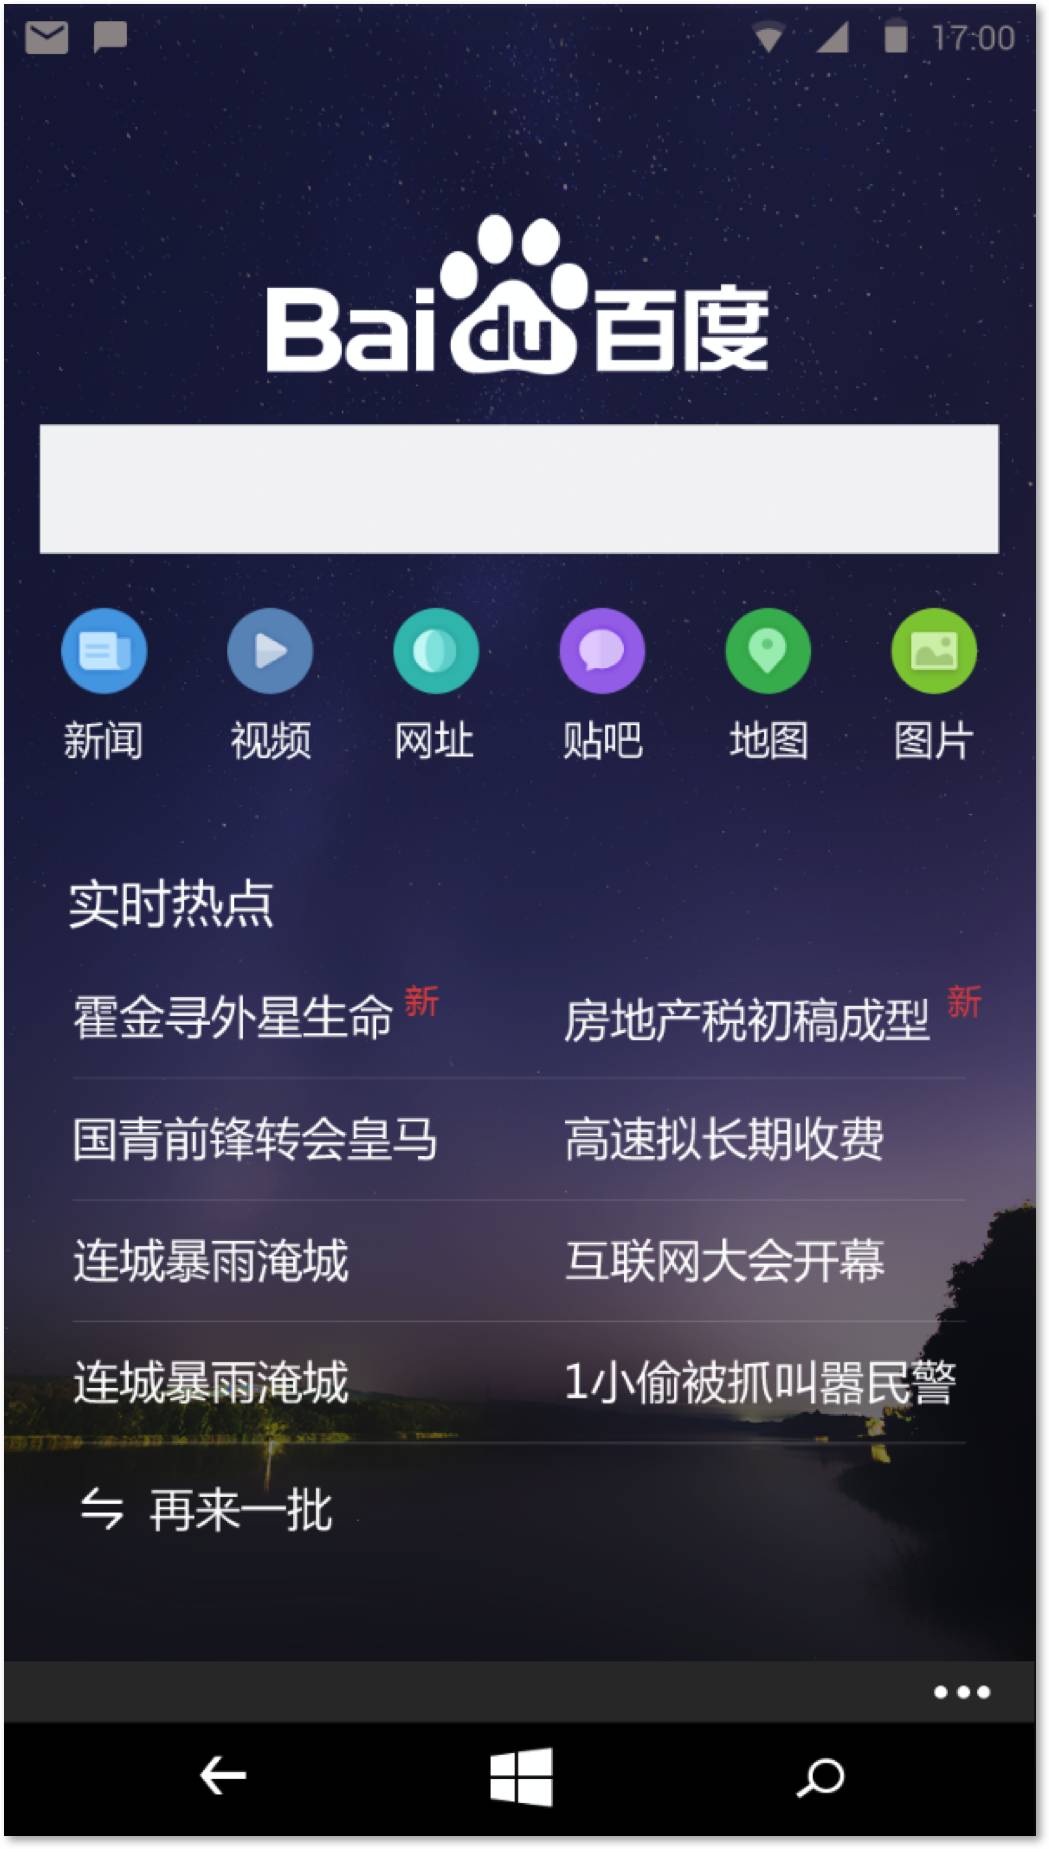 17:00
Bai du 百度
新闻 视频 网址 贴吧 地图 图片
实时热点
霍金寻外星生命 新 房地产税初稿成型 新
国青前锋转会皇马 高速拟长期收费
连城暴雨淹城 互联网大会开幕
连城暴雨淹城 1小偷被抓叫嚣民警
再来一批